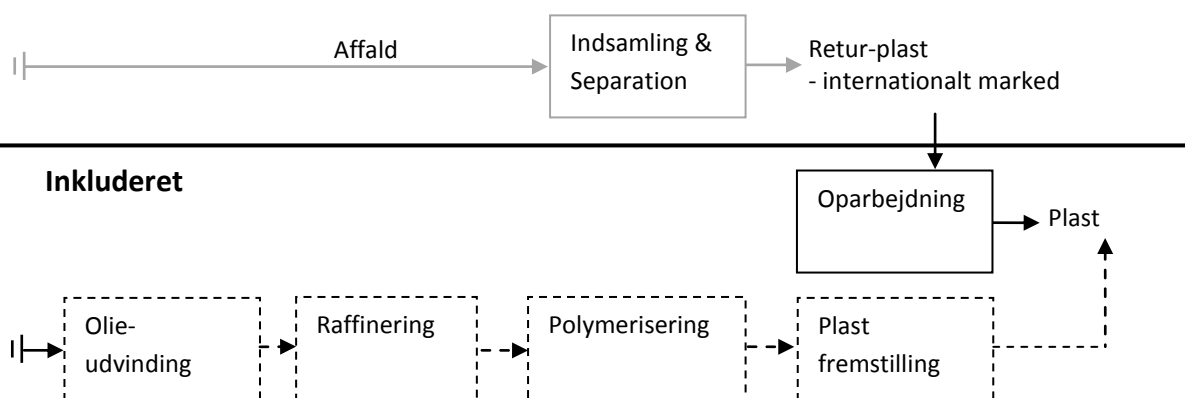 Affald
Indsamling &
Separation
Retur-plast
- internationalt marked
Inkluderet
Oparbejdning
Plast
Olie-
udvinding
Raffinering
Polymerisering
Plast
fremstilling